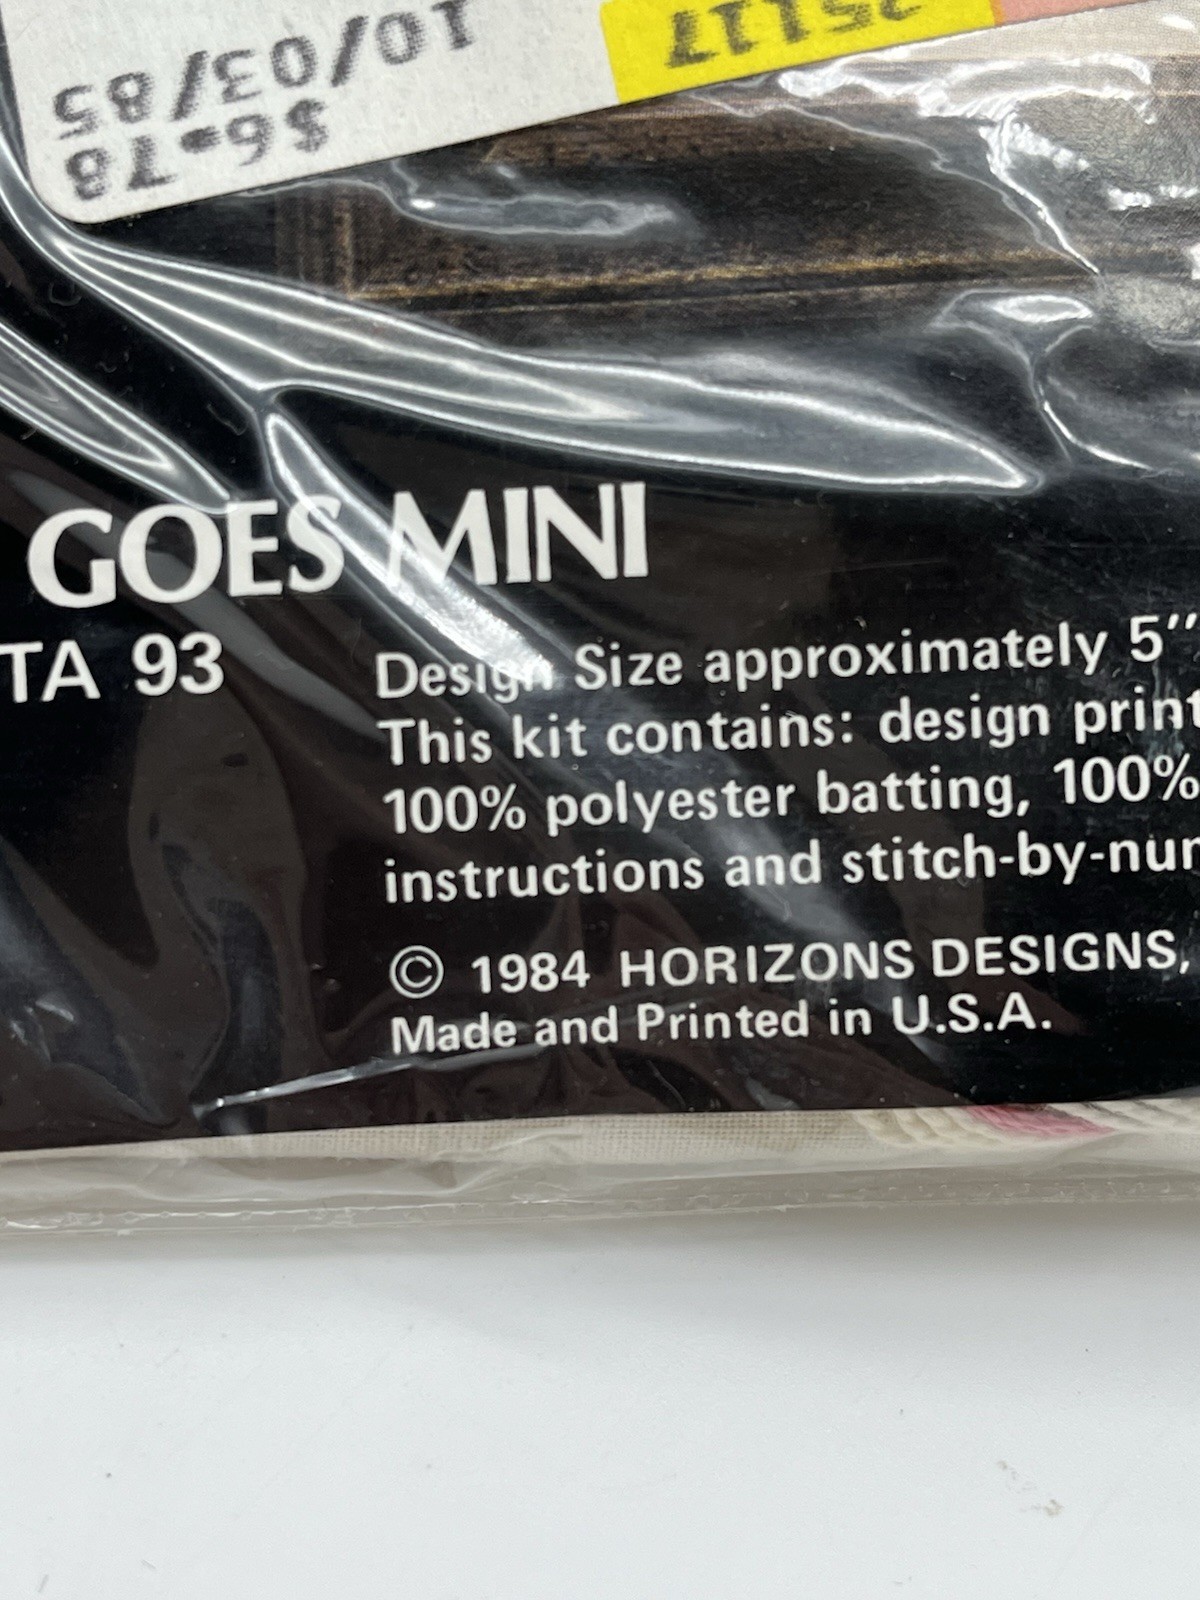 $6.78
10/03/85
25117
GOES MINI
TA 93
Design Size approximately 5"
This kit contains: design print
100% polyester batting, 100%
instructions and stitch-by-
© 1984 HORIZONS DESIGNS,
Made and Printed in U.S.A.